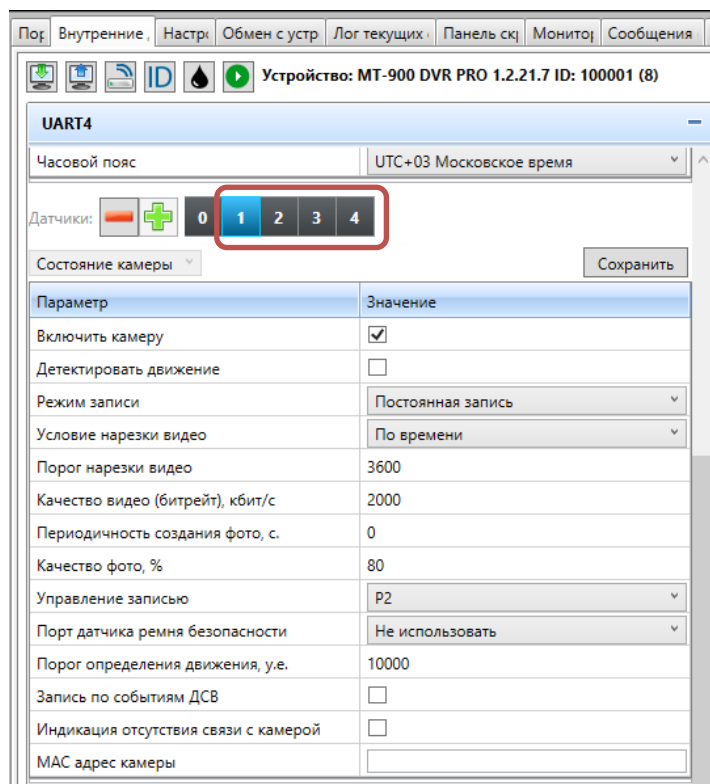 Пор Внутренние Настро Обмен с устр Лог текущих Панель скр Монитор Сообщения
ID Устройство: MT-900 DVR PRO 1.2.21.7 ID: 100001 (8)
UART4
Часовой пояс UTC+03 Московское время
Датчики: 0 1 2 3 4
Состояние камеры Сохранить
Параметр Значение
Включить камеру
Детектировать движение
Режим записи Постоянная запись
Условие нарезки видео По времени
Порог нарезки видео 3600
Качество видео (битрейт), кбит/с 2000
Периодичность создания фото, с. 0
Качество фото, % 80
Управление записью P2
Порт датчика ремня безопасности Не использовать
Порог определения движения, у.е. 10000
Запись по событиям ДСВ
Индикация отсутствия связи с камерой
МАС адрес камеры